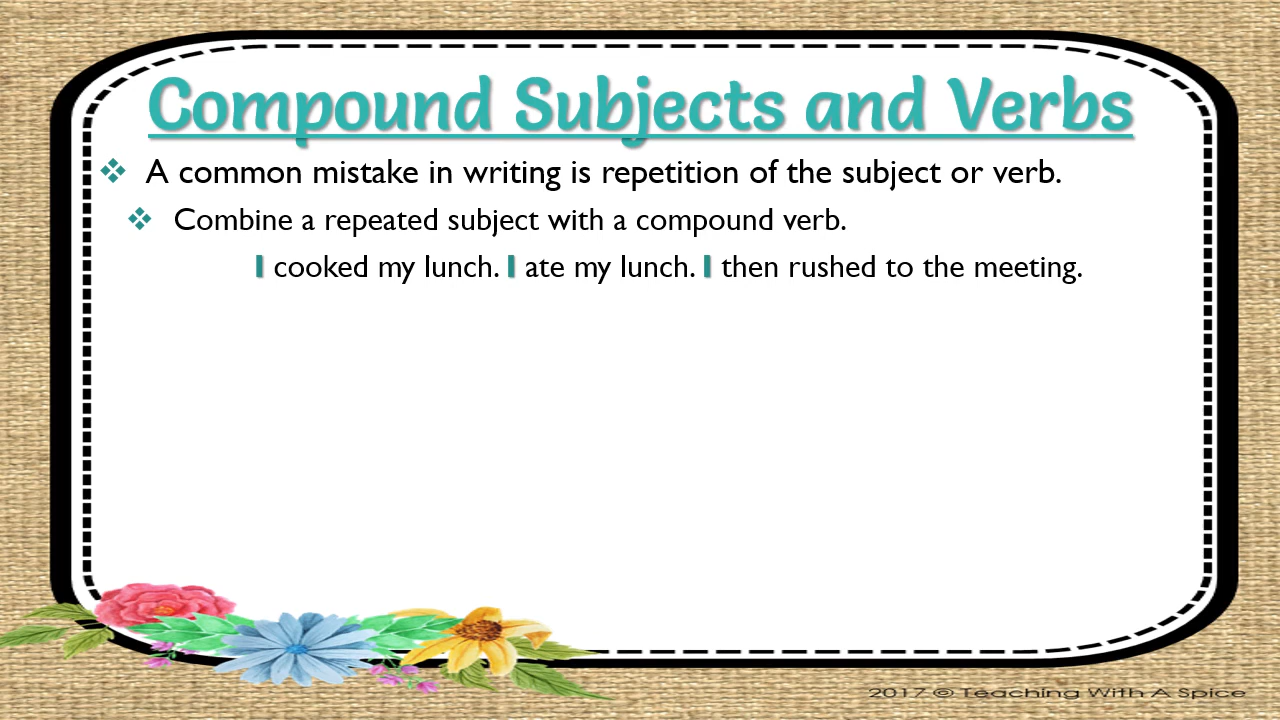 Compound Subjects and Verbs
A common mistake in writing is repetition of the subject or verb.
Combine a repeated subject with a compound verb.
I cooked my lunch. I ate my lunch. I then rushed to the meeting.
2017 © Teaching With A Spice